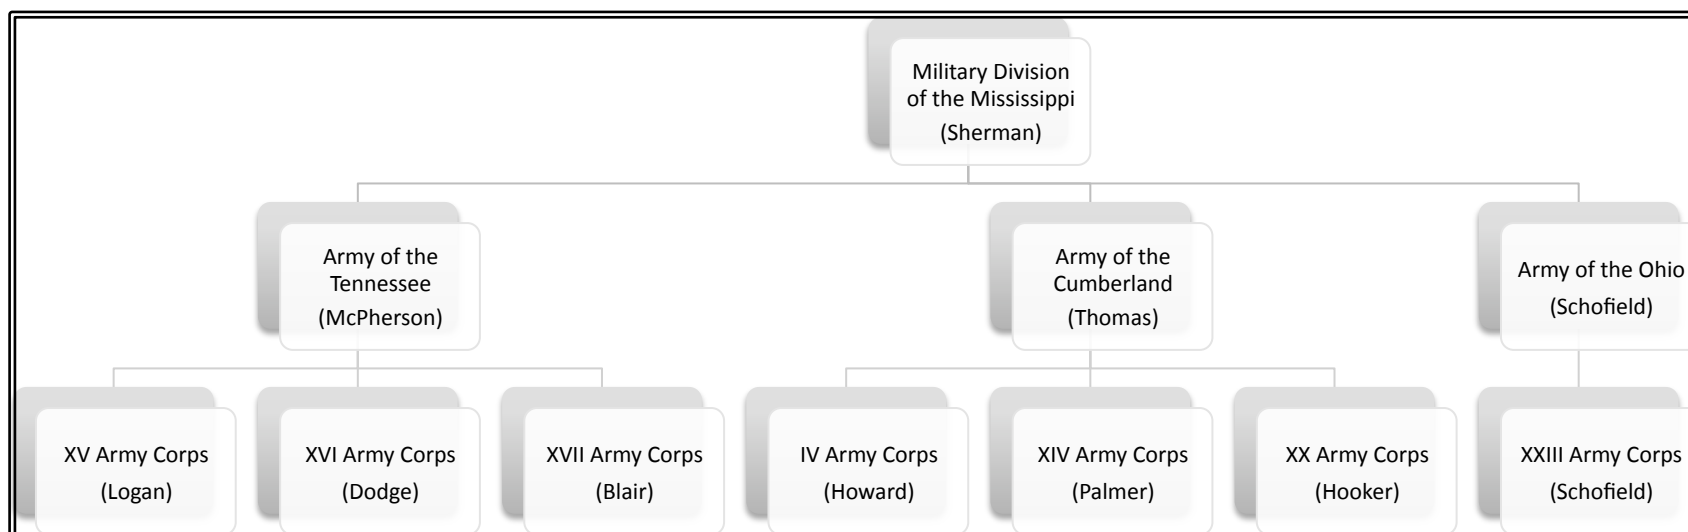 Military Division
of the Mississippi
(Sherman)
Army of the
Tennessee
(McPherson)
Army of the
Cumberland
(Thomas)
Army of the Ohio
(Schofield)
XV Army Corps
(Logan)
XVI Army Corps
(Dodge)
XVII Army Corps
(Blair)
IV Army Corps
(Howard)
XIV Army Corps
(Palmer)
XX Army Corps
(Hooker)
XXIII Army Corps
(Schofield)